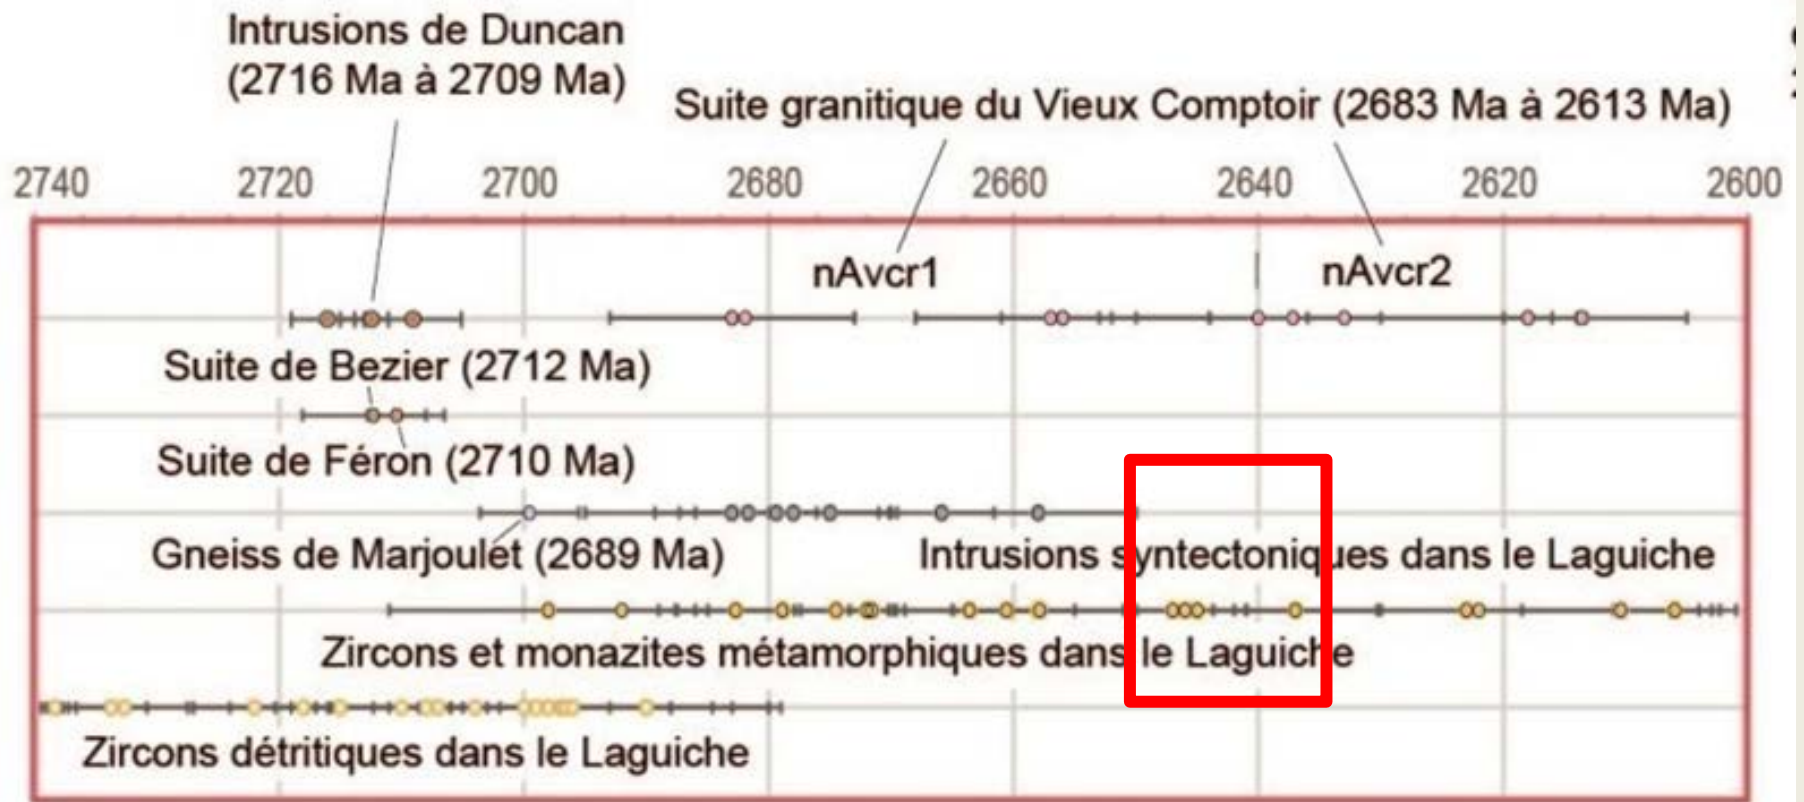 Intrusions de Duncan
(2716 Ma à 2709 Ma)
Suite granitique du Vieux Comptoir (2683 Ma à 2613 Ma)
2740 2720 2700 2680 2660 2640 2620 2600
nAvcr1 nAvcr2
Suite de Bezier (2712 Ma)
Suite de Féron (2710 Ma)
Gneiss de Marjoulet (2689 Ma) Intrusions syntectoniques dans le Laguiche
Zircons et monazites métamorphiques dans le Laguiche
Zircons détritiques dans le Laguiche